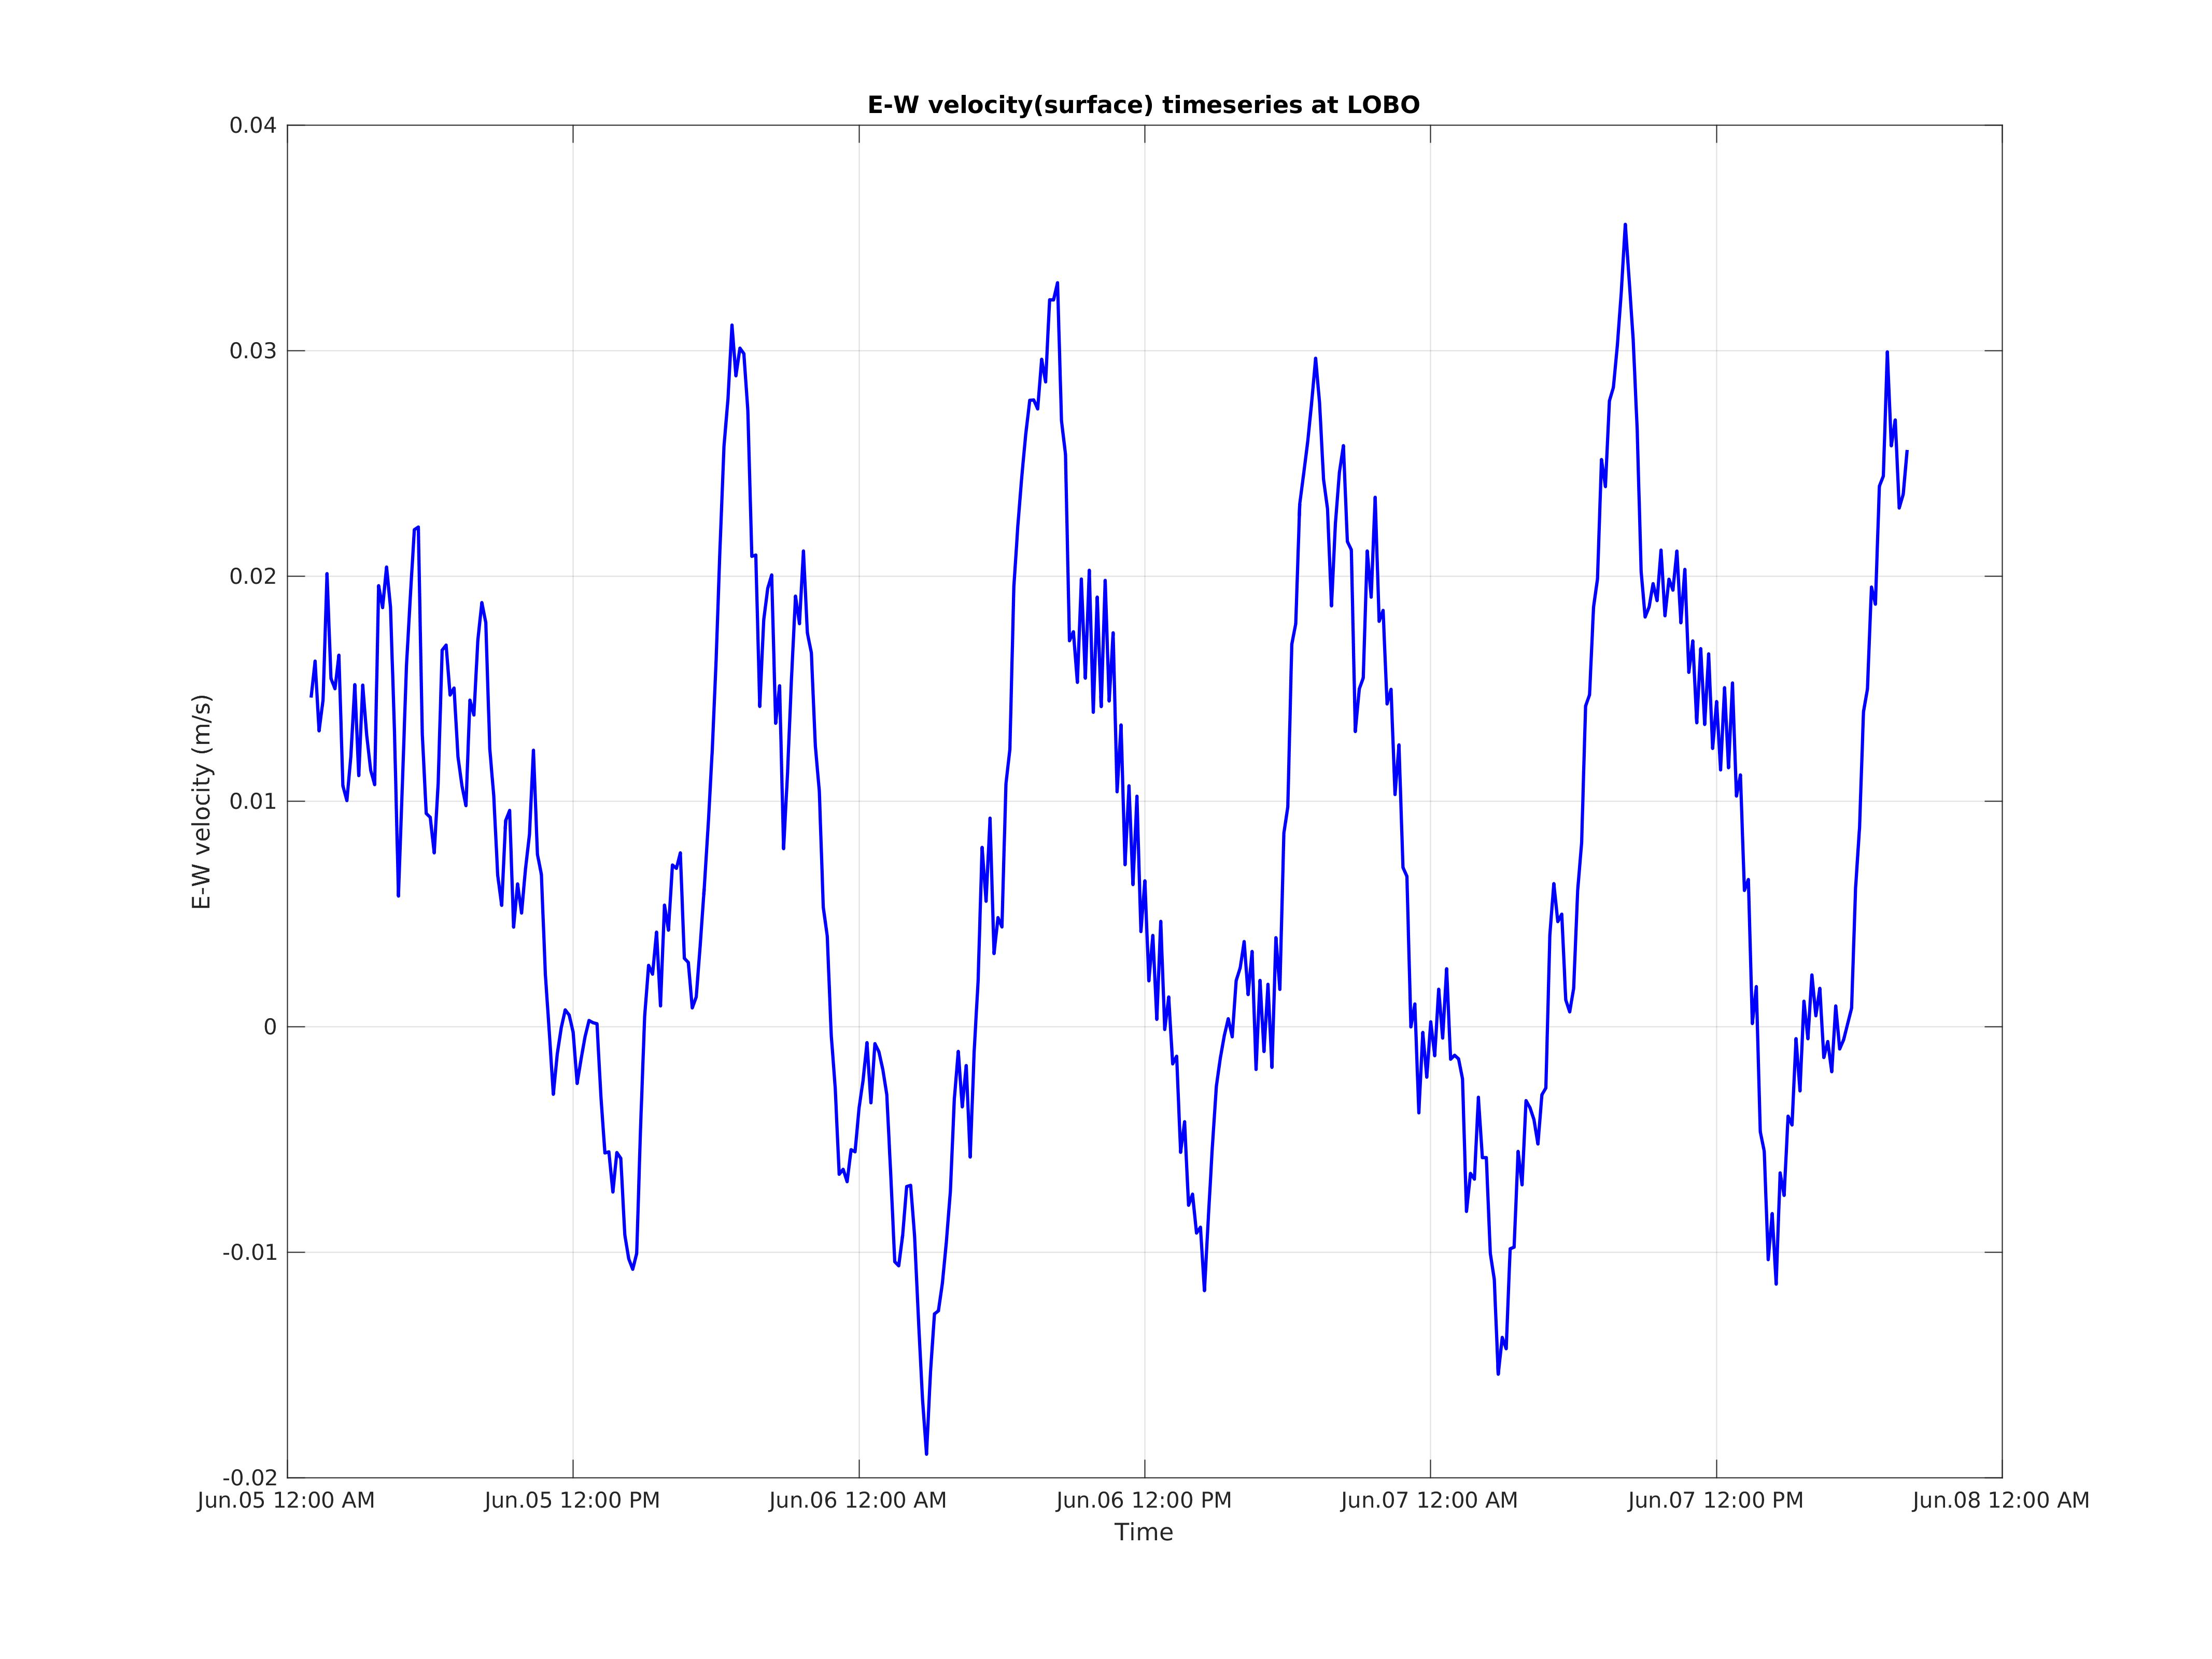 E-W velocity(surface) timeseries at LOBO
0.04
0.03
0.02
0.01
0
-0.01
-0.02
E-W velocity (m/s)
Jun.05 12:00 AM Jun.05 12:00 PM Jun.06 12:00 AM Jun.06 12:00 PM Jun.07 12:00 AM Jun.07 12:00 PM Jun.08 12:00 AM
Time